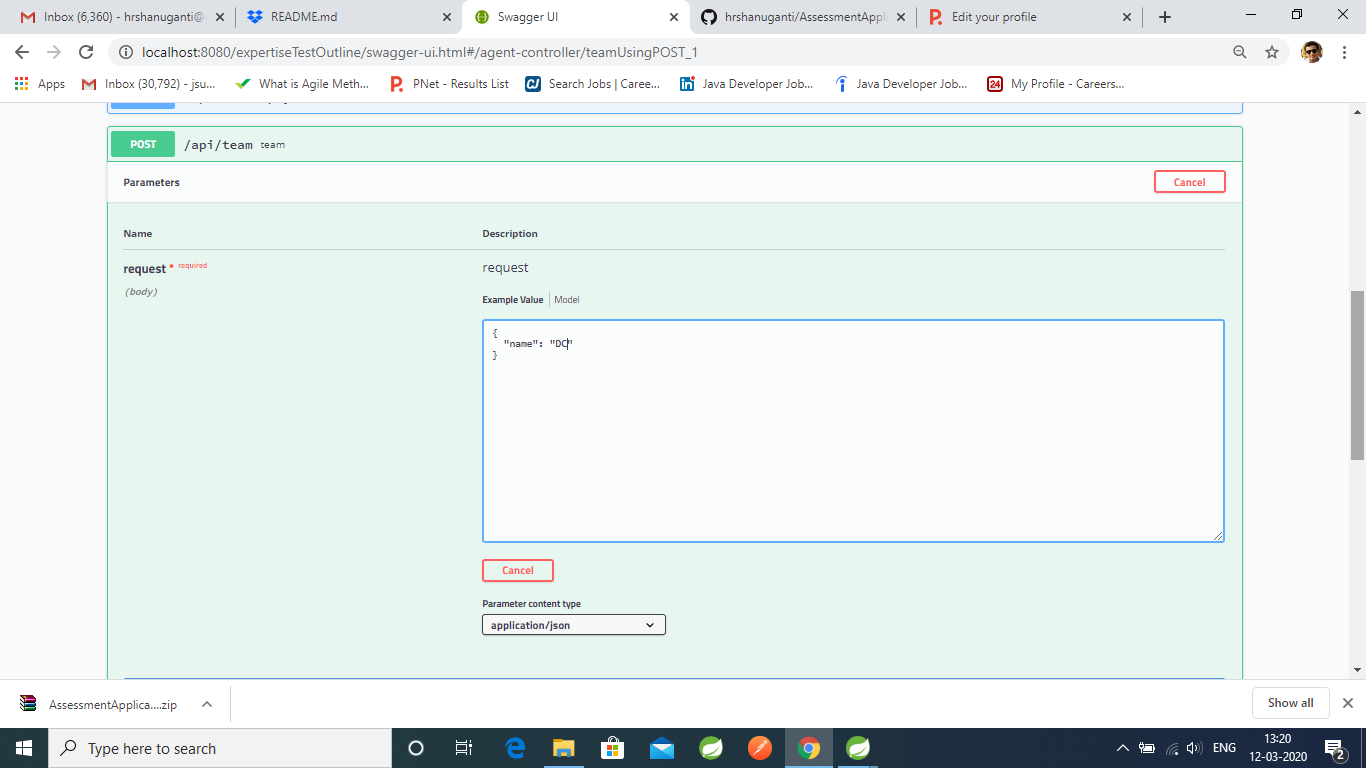 Inbox (6,360) - hrshanuganti@
README.md
Swagger UI
hrshanuganti/AssessmentAppli
Edit your profile
localhost:8080/expertiseTestOutline/swagger-ui.html#/agent-controller/teamUsingPOST_1
Apps
Inbox (30,792) - jsu...
What is Agile Meth...
PNet - Results List
Search Jobs | Caree...
Java Developer Job...
Java Developer Job...
My Profile - Careers...
POST /api/team team
Parameters
Cancel
Name
Description
request * required
request
(body)
Example Value | Model
{
"name": "DC"
}
Cancel
Parameter content type
application/json
AssessmentApplica....zip
Show all
Type here to search
ENG
13:20
12-03-2020
2